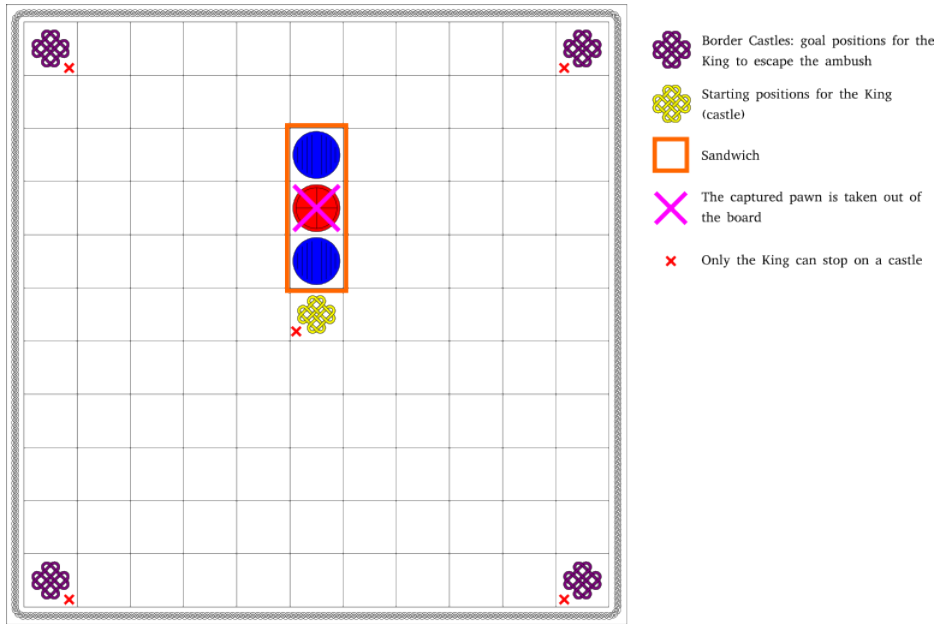 Border Castles: goal positions for the
King to escape the ambush
Starting positions for the King
(castle)
Sandwich
The captured pawn is taken out of
the board
Only the King can stop on a castle